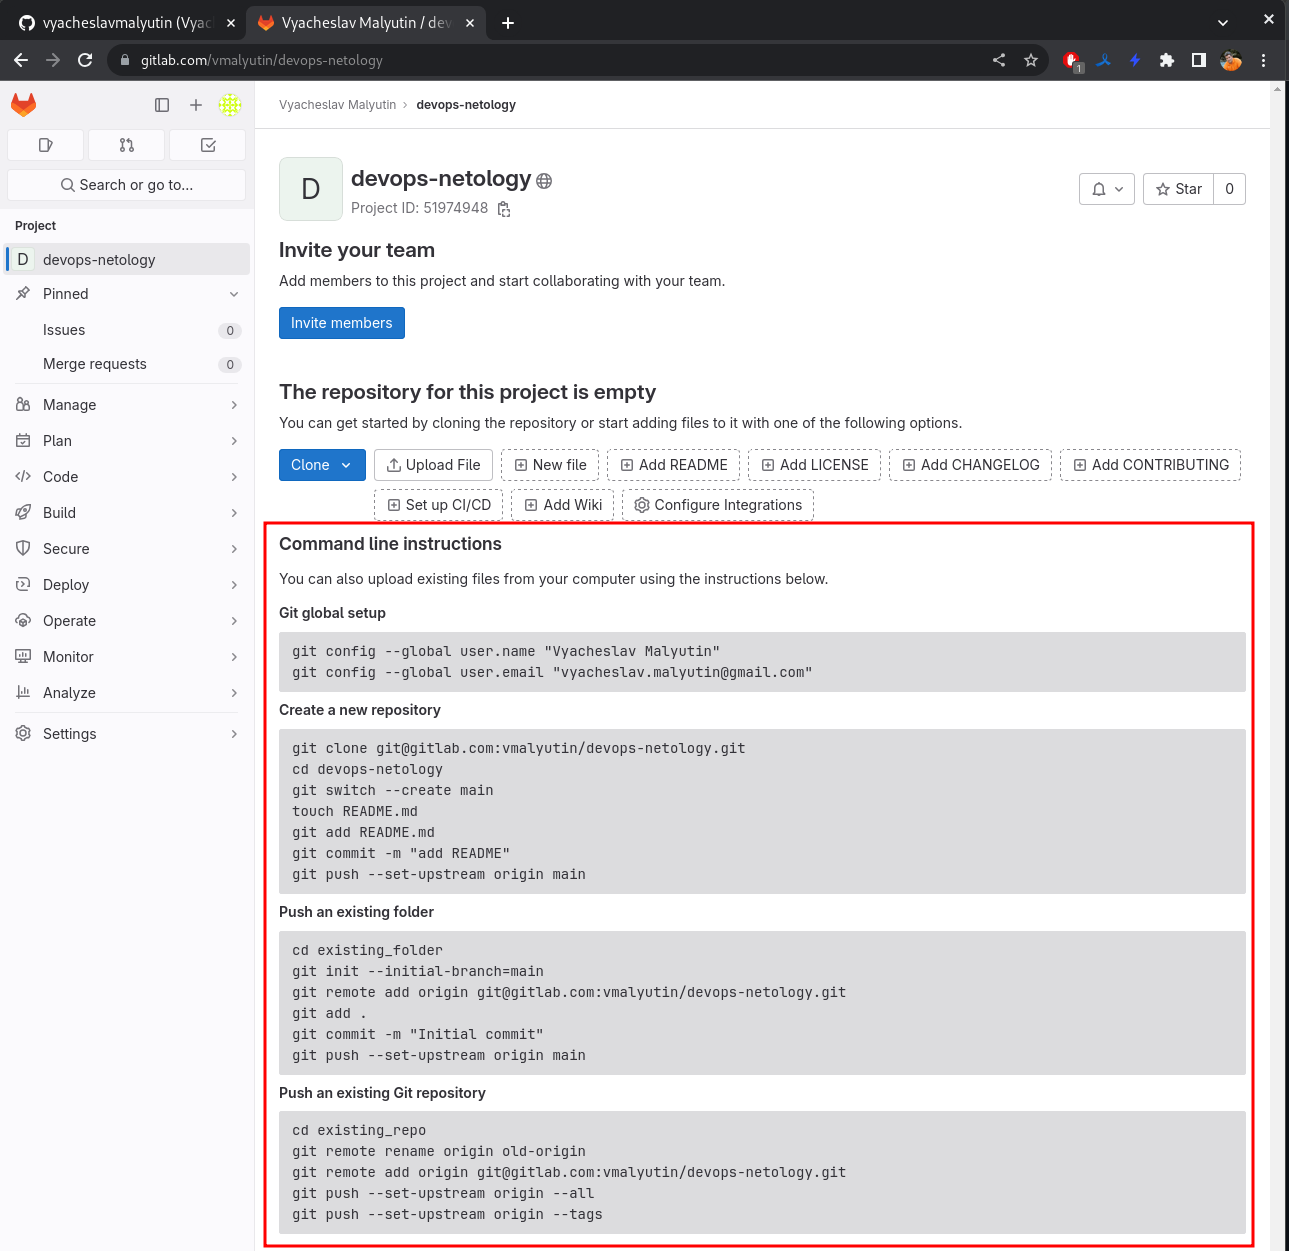 vyacheslavmalyutin (Vyac
Vyacheslav Malyutin / dev
gitlab.com/vmalyutin/devops-netology
1
Search or go to...
Project
D devops-netology
Pinned
Issues 0
Merge requests 0
Manage
Plan
Code
Build
Secure
Deploy
Operate
Monitor
Analyze
Settings
Vyacheslav Malyutin › devops-netology
D
devops-netology
Project ID: 51974948
Star 0
Invite your team
Add members to this project and start collaborating with your team.
Invite members
The repository for this project is empty
You can get started by cloning the repository or start adding files to it with one of the following options.
Clone Upload File New file Add README Add LICENSE Add CHANGELOG Add CONTRIBUTING
Set up CI/CD Add Wiki Configure Integrations
Command line instructions
You can also upload existing files from your computer using the instructions below.
Git global setup
git config --global user.name "Vyacheslav Malyutin"
git config --global user.email "vyacheslav.malyutin@gmail.com"
Create a new repository
git clone git@gitlab.com:vmalyutin/devops-netology.git
cd devops-netology
git switch --create main
touch README.md
git add README.md
git commit -m "add README"
git push --set-upstream origin main
Push an existing folder
cd existing_folder
git init --initial-branch=main
git remote add origin git@gitlab.com:vmalyutin/devops-netology.git
git add .
git commit -m "Initial commit"
git push --set-upstream origin main
Push an existing Git repository
cd existing_repo
git remote rename origin old-origin
git remote add origin git@gitlab.com:vmalyutin/devops-netology.git
git push --set-upstream origin --all
git push --set-upstream origin --tags